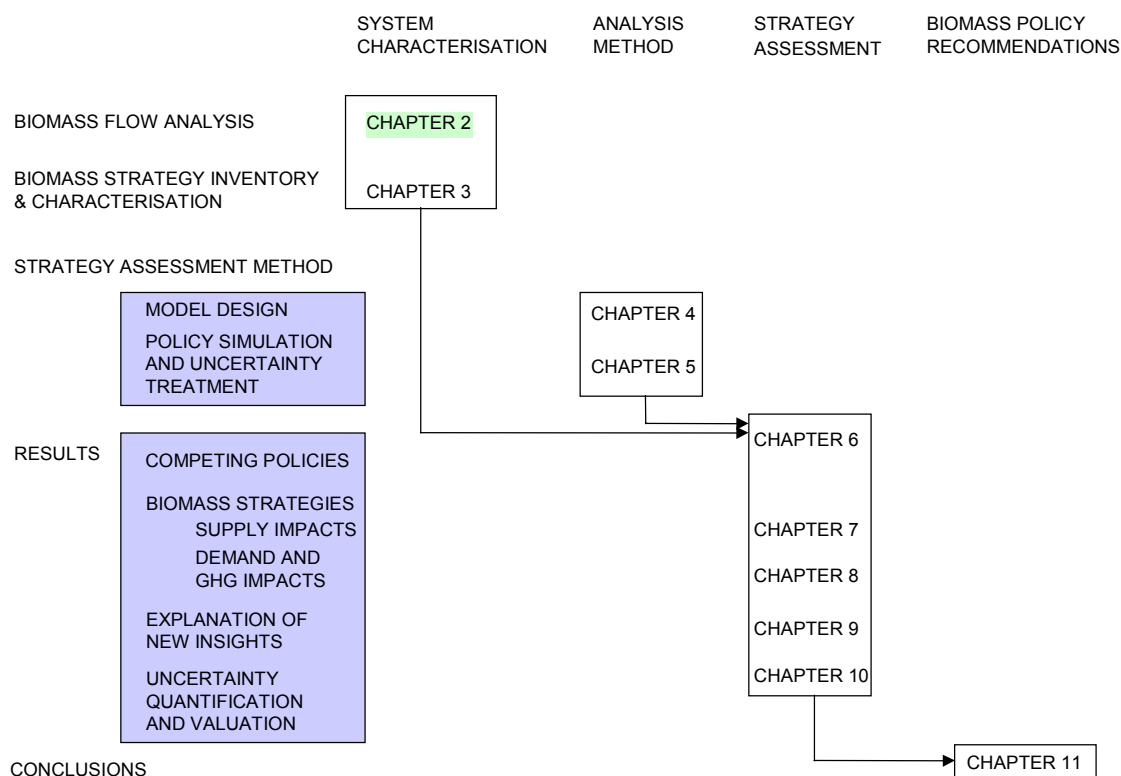 SYSTEM
CHARACTERISATION
ANALYSIS
METHOD
STRATEGY
ASSESSMENT
BIOMASS POLICY
RECOMMENDATIONS
BIOMASS FLOW ANALYSIS
CHAPTER 2
BIOMASS STRATEGY INVENTORY
& CHARACTERISATION
CHAPTER 3
STRATEGY ASSESSMENT METHOD
MODEL DESIGN
CHAPTER 4
POLICY SIMULATION
AND UNCERTAINTY
TREATMENT
CHAPTER 5
RESULTS
COMPETING POLICIES
CHAPTER 6
BIOMASS STRATEGIES
SUPPLY IMPACTS
CHAPTER 7
DEMAND AND
GHG IMPACTS
CHAPTER 8
EXPLANATION OF
NEW INSIGHTS
CHAPTER 9
UNCERTAINTY
QUANTIFICATION
AND VALUATION
CHAPTER 10
CONCLUSIONS
CHAPTER 11